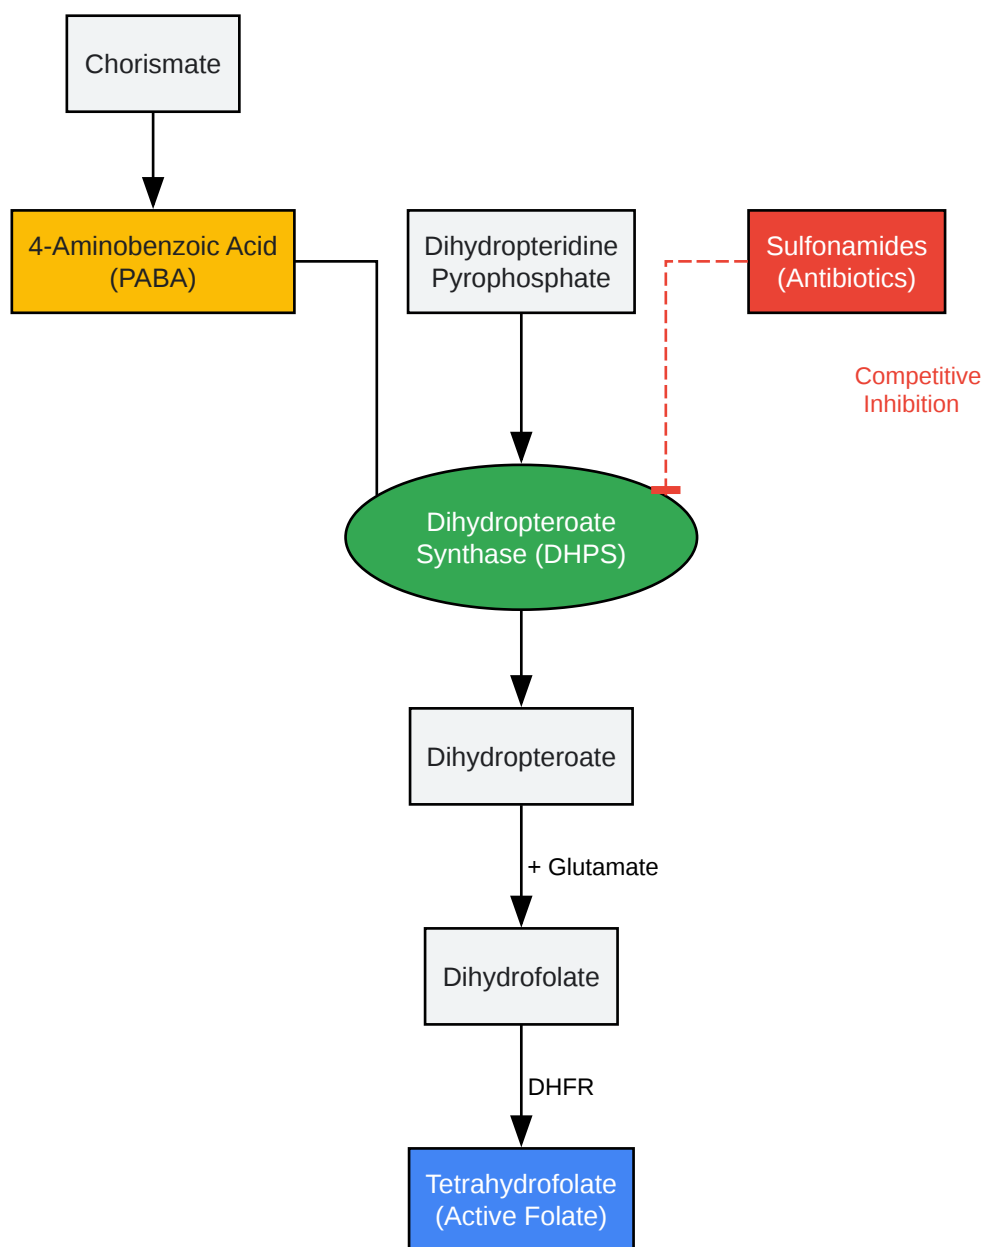 Chorismate
4-Aminobenzoic Acid
(PABA)
Dihydropteridine
Pyrophosphate
Sulfonamides
(Antibiotics)
Competitive
Inhibition
Dihydropteroate
Synthase (DHPS)
Dihydropteroate
+ Glutamate
Dihydrofolate
DHFR
Tetrahydrofolate
(Active Folate)